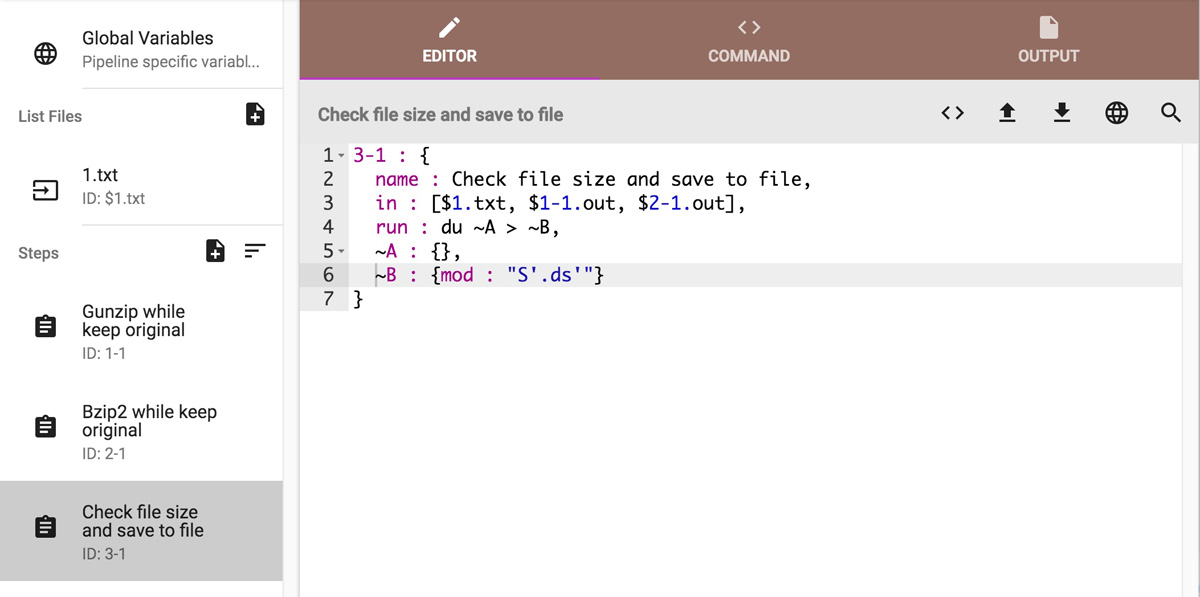 Global Variables
Pipeline specific variabl...
List Files
1.txt
ID: $1.txt
Steps
Gunzip while
keep original
ID: 1-1
Bzip2 while keep
original
ID: 2-1
Check file size
and save to file
ID: 3-1
EDITOR
COMMAND
OUTPUT
Check file size and save to file
1 3-1 : {
2 name : Check file size and save to file,
3 in : [$1.txt, $1-1.out, $2-1.out],
4 run : du ~A > ~B,
5 ~A : {},
6 ~B : {mod : "S'.ds'"}
7 }